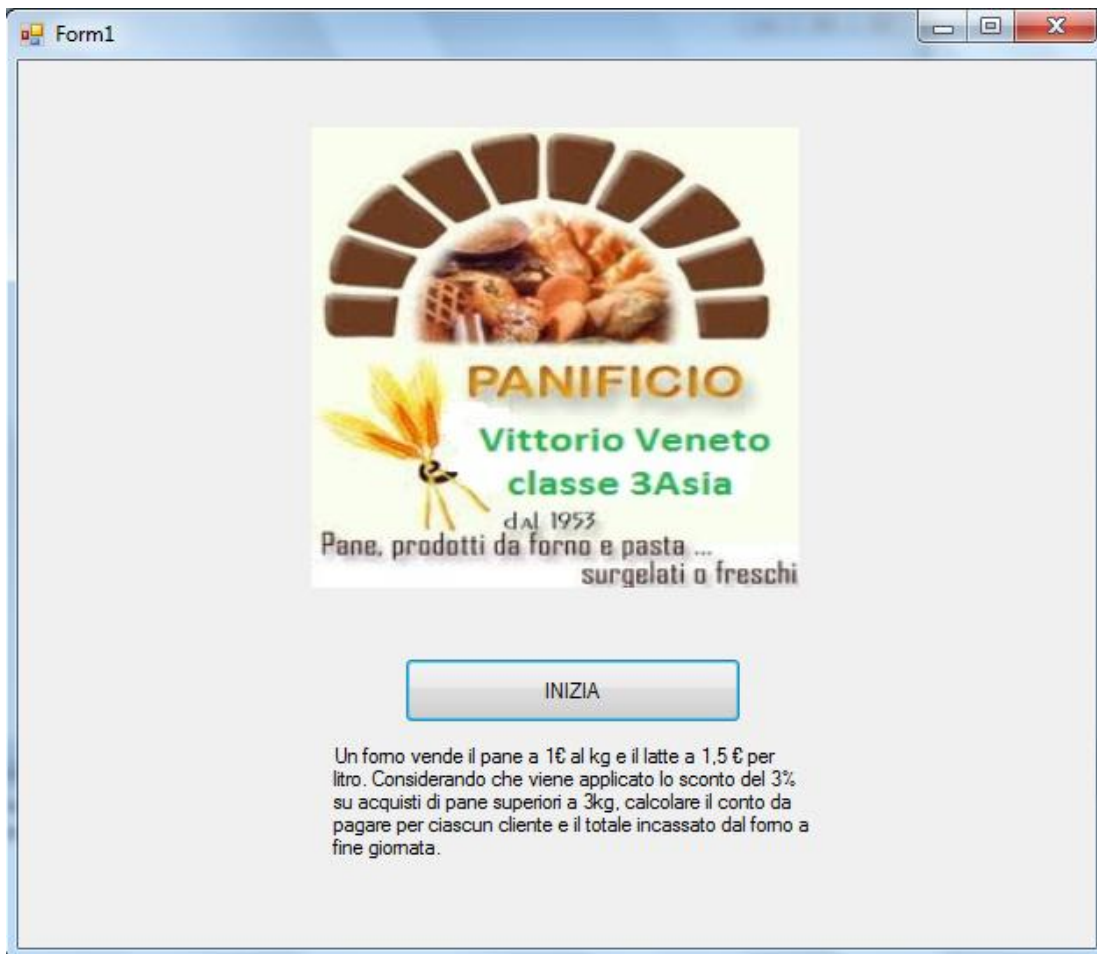 Form1
PANIFICIO
Vittorio Veneto
classe 3Asia
dal 1953
Pane, prodotti da forno e pasta ...
surgelati o freschi
INIZIA
Un forno vende il pane a 1€ al kg e il latte a 1,5 € per
litro. Considerando che viene applicato lo sconto del 3%
su acquisti di pane superiori a 3kg, calcolare il conto da
pagare per ciascun cliente e il totale incassato dal forno a
fine giornata.